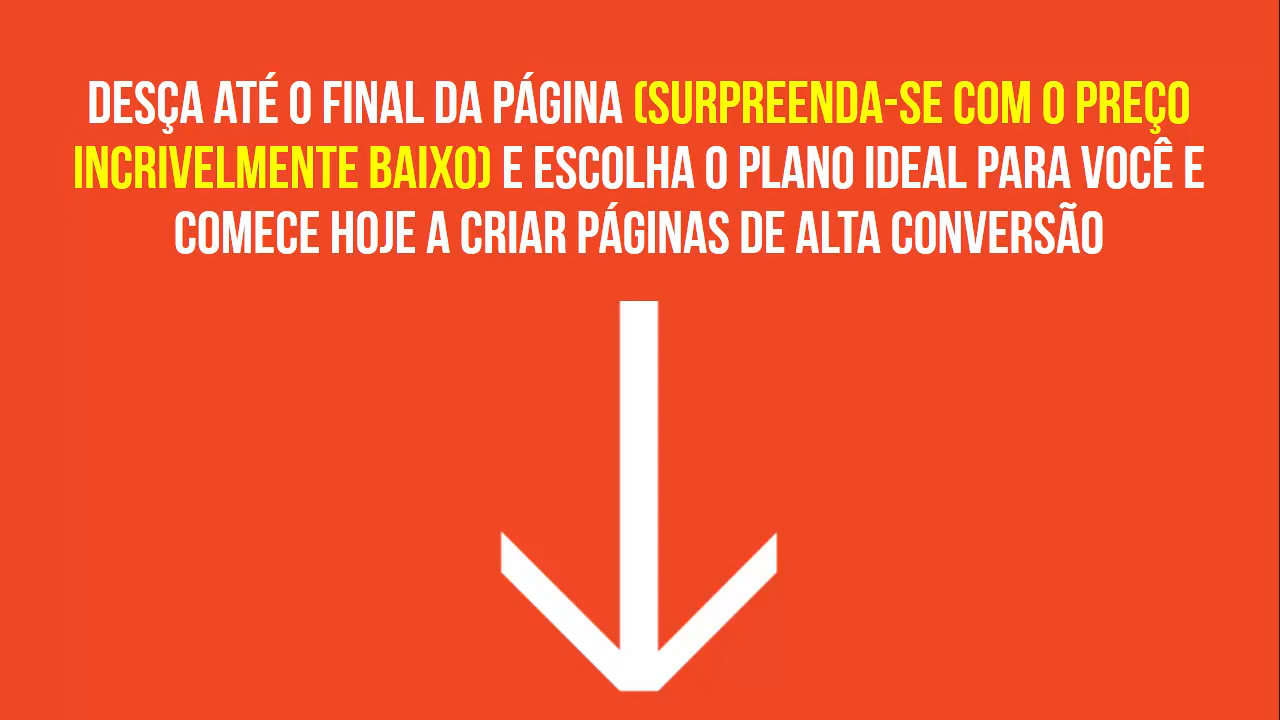 DESÇA ATÉ O FINAL DA PÁGINA (SURPREENDA-SE COM O PREÇO
INCRIVELMENTE BAIXO) E ESCOLHA O PLANO IDEAL PARA VOCÊ E
COMECE HOJE A CRIAR PÁGINAS DE ALTA CONVERSÃO